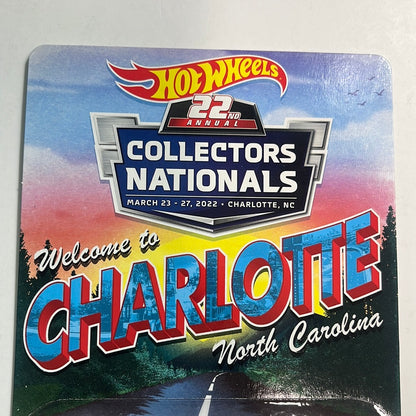 Hot Wheels
22ND
ANNUAL
COLLECTORS
NATIONALS
MARCH 23 - 27, 2022 • CHARLOTTE, NC
Welcome to
CHARLOTTE
North Carolina